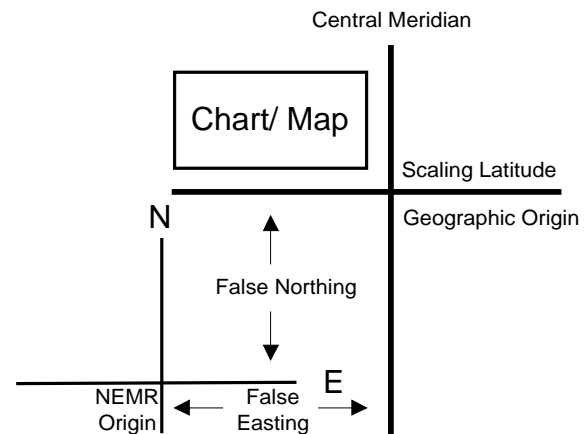 Central Meridian
Chart/ Map
Scaling Latitude
N
Geographic Origin
False Northing
E
NEMR
Origin
False
Easting